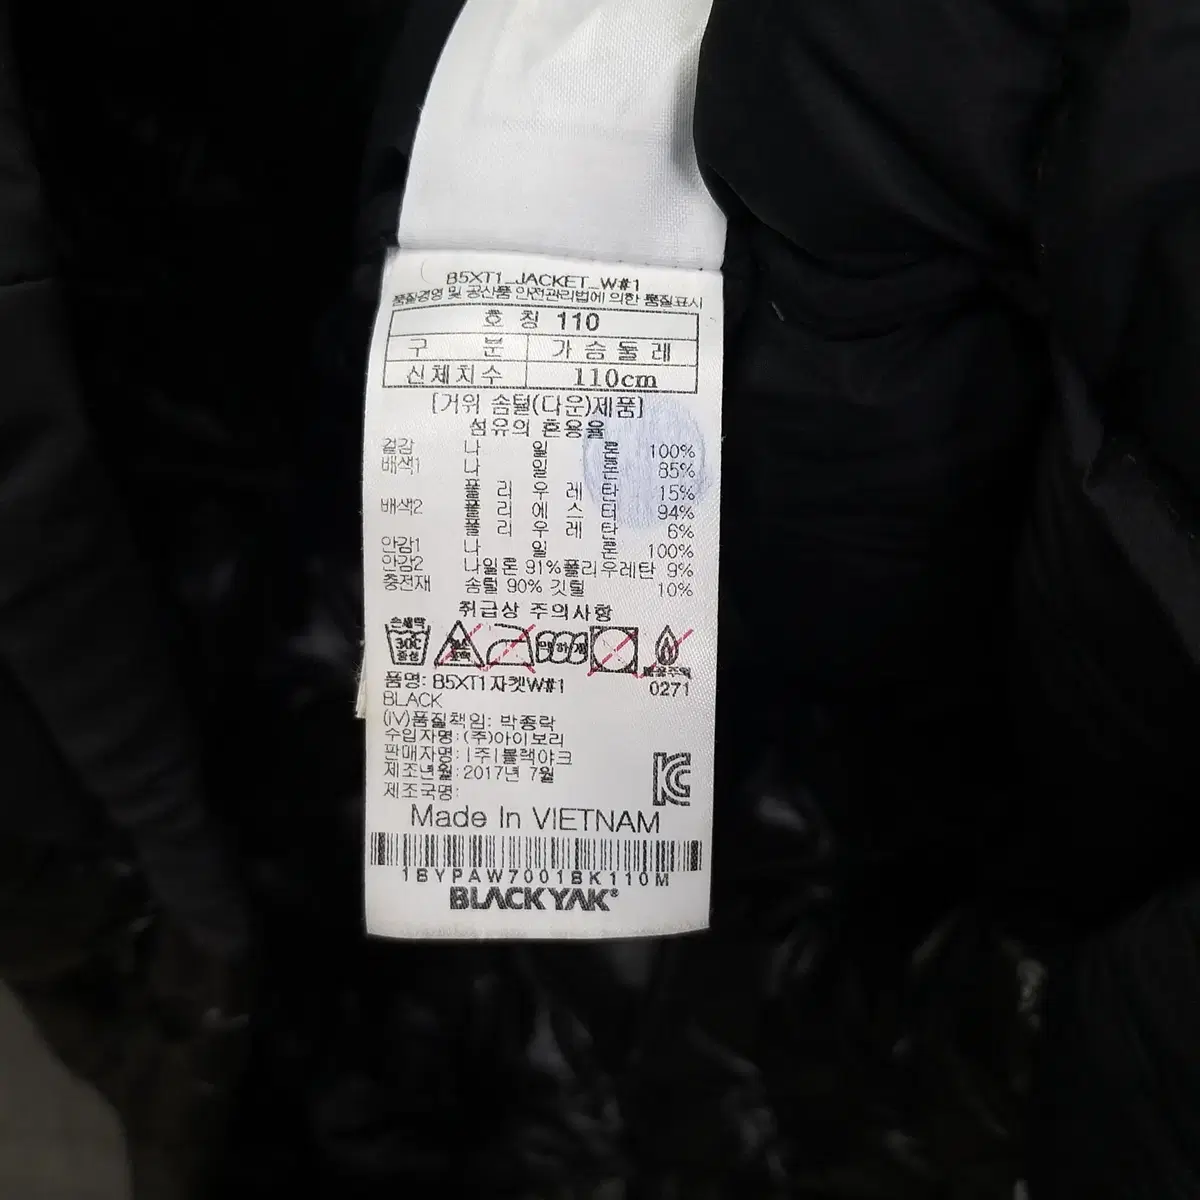 B5XT1_JACKET_W#1
품질경영 및 공산품 안전관리법에 의한 품질표시
호 칭 110
구 분 가 슴 둘 레
신체치수 110cm
[거위 솜털(다운)제품]
섬유의 혼용율
겉감 나 일 론 100%
배색1 나 일 론 85%
폴 리 우 레 탄 15%
배색2 폴 리 에 스 터 94%
폴 리 우 레 탄 6%
안감1 나 일 론 100%
안감2 나일론 91%폴리우레탄 9%
충전재 솜털 90% 깃털 10%
취급상 주의사항
손세탁
30C
중성
0271
품명: B5XT1자켓W#1
BLACK
(IV)품질책임: 박종락
수입자명:(주)아이보리
판매자명:(주)블랙야크
제조년월:2017년 7월
제조국명:
Made In VIETNAM
1BYPAW7001BK110M
BLACKYAK®